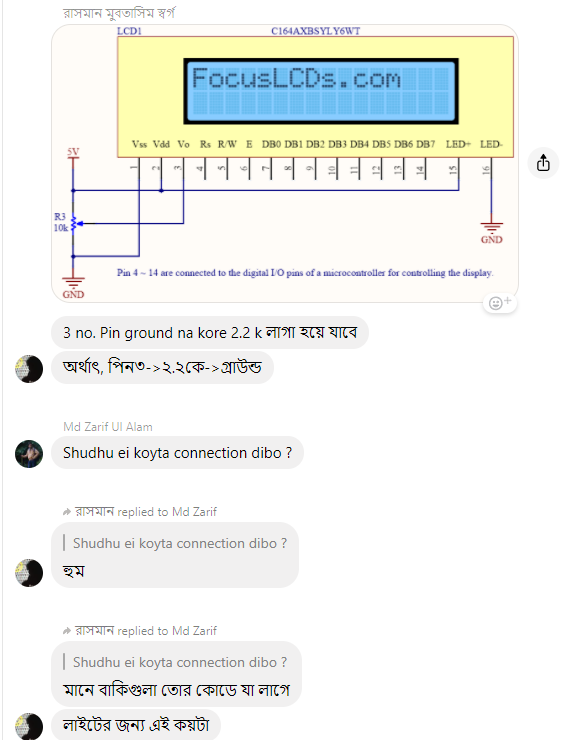 রাসমান মুবতাসিম স্বর্গ
LCD1 C164AXBSYLY6WT
FocusLCDs.com
Vss Vdd Vo Rs R/W E DB0 DB1 DB2 DB3 DB4 DB5 DB6 DB7 LED+ LED-
5V
1 2 3 4 5 6 7 8 9 10 11 12 13 14 15 16
R3
10k
GND
Pin 4 ~ 14 are connected to the digital I/O pins of a microcontroller for controlling the display.
GND
3 no. Pin ground na kore 2.2 k লাগা হয়ে যাবে
অর্থাৎ, পিন৩->২.২কে->গ্রাউন্ড
Md Zarif Ul Alam
Shudhu ei koyta connection dibo ?
রাসমান replied to Md Zarif
Shudhu ei koyta connection dibo ?
হুম
রাসমান replied to Md Zarif
Shudhu ei koyta connection dibo ?
মানে বাকিগুলা তোর কোডে যা লাগে
লাইটের জন্য এই কয়টা